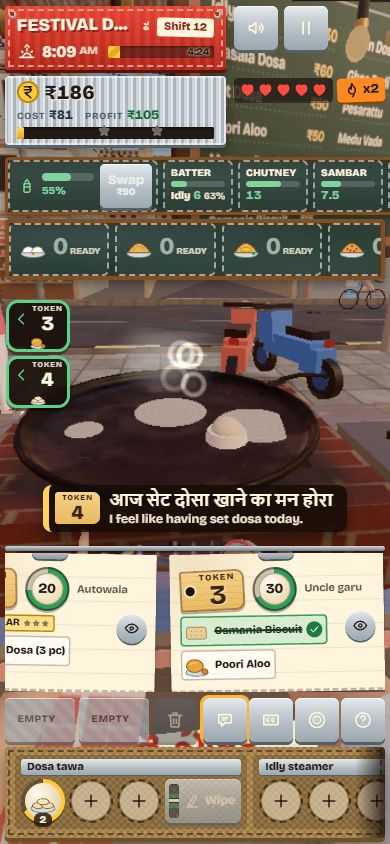 FESTIVAL D...
Shift 12
8:09 AM
4:24
₹186
COST ₹81 PROFIT ₹105
x2
Dosa
₹60
₹50
Pesarattu
Poori Aloo
₹50
Medu Vada
55%
Swap
₹90
BATTER
Idly 6 63%
CHUTNEY
13
SAMBAR
7.5
0 READY
0 READY
0 READY
0
TOKEN
3
TOKEN
4
TOKEN
4
आज सेट दोसा खाने का मन होरा
I feel like having set dosa today.
20
Autowala
AR
Dosa (3 pc)
TOKEN
3
30
Uncle garu
Osmania Biscuit
Poori Aloo
EMPTY
EMPTY
CC
Dosa tawa
2
Wipe
Idly steamer